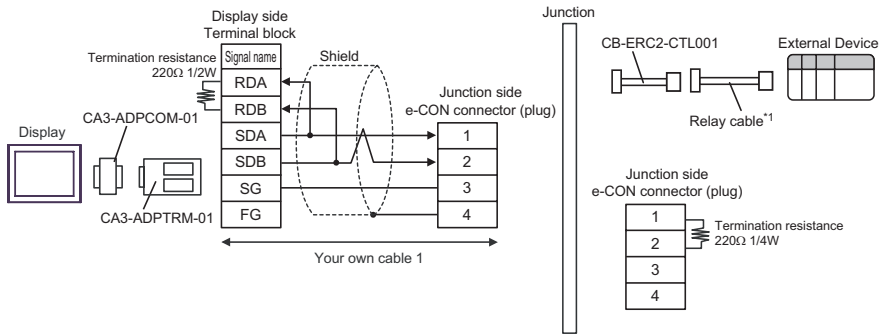 Display side
Terminal block
Junction
Termination resistance
220Ω 1/2W
Signal name
Shield
RDA
RDB
SDA
SDB
SG
FG
CA3-ADPCOM-01
Display
CA3-ADPTRM-01
Junction side
e-CON connector (plug)
1
2
3
4
Your own cable 1
CB-ERC2-CTL001
External Device
Relay cable*1
Junction side
e-CON connector (plug)
1
2
3
4
Termination resistance
220Ω 1/4W